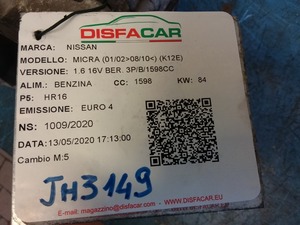 DISFACAR
MARCA: NISSAN
MODELLO: MICRA (01/02>08/10<) (K12E)
VERSIONE: 1.6 16V BER. 3P/B/1598CC
ALIM.: BENZINA CC: 1598 KW: 84
P5: HR16
EMISSIONE: EURO 4
NS: 1009/2020
DATA: 13/05/2020 17:13:00
Cambio M:5
JH3149
E-mail: magazzino@disfacar.com
DISFACAR.EU